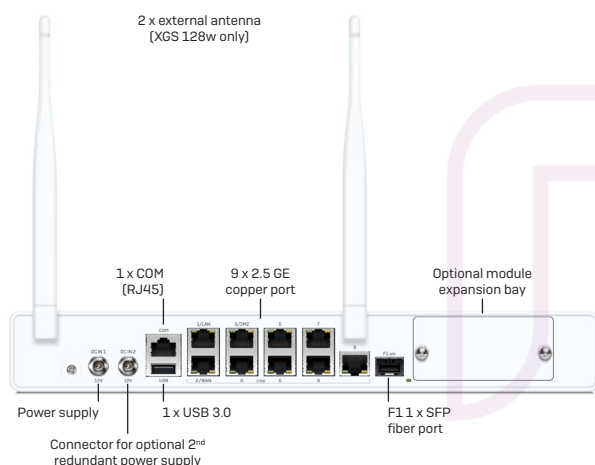 2 x external antenna
(XGS 128w only)
1 x COM
(RJ45)
9 x 2.5 GE
copper port
Optional module
expansion bay
COM
1/LAN
3/DMZ
5
7
9
F1
DC IN 1
DC IN 2
12V
12V
USB
2/WAN
4
6
8
Power supply
1 x USB 3.0
F1 1 x SFP
fiber port
Connector for optional 2nd
redundant power supply